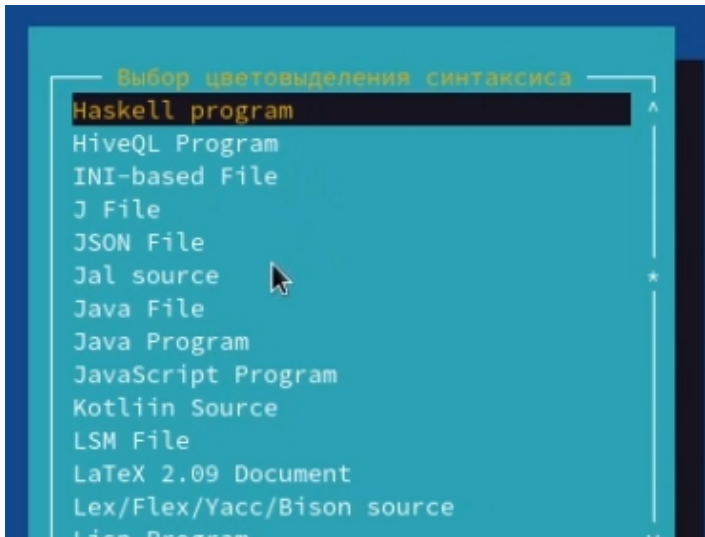 Выбор цветовыделения синтаксиса
Haskell program
HiveQL Program
INI-based File
J File
JSON File
Jal source
Java File
Java Program
JavaScript Program
Kotliin Source
LSM File
LaTeX 2.09 Document
Lex/Flex/Yacc/Bison source